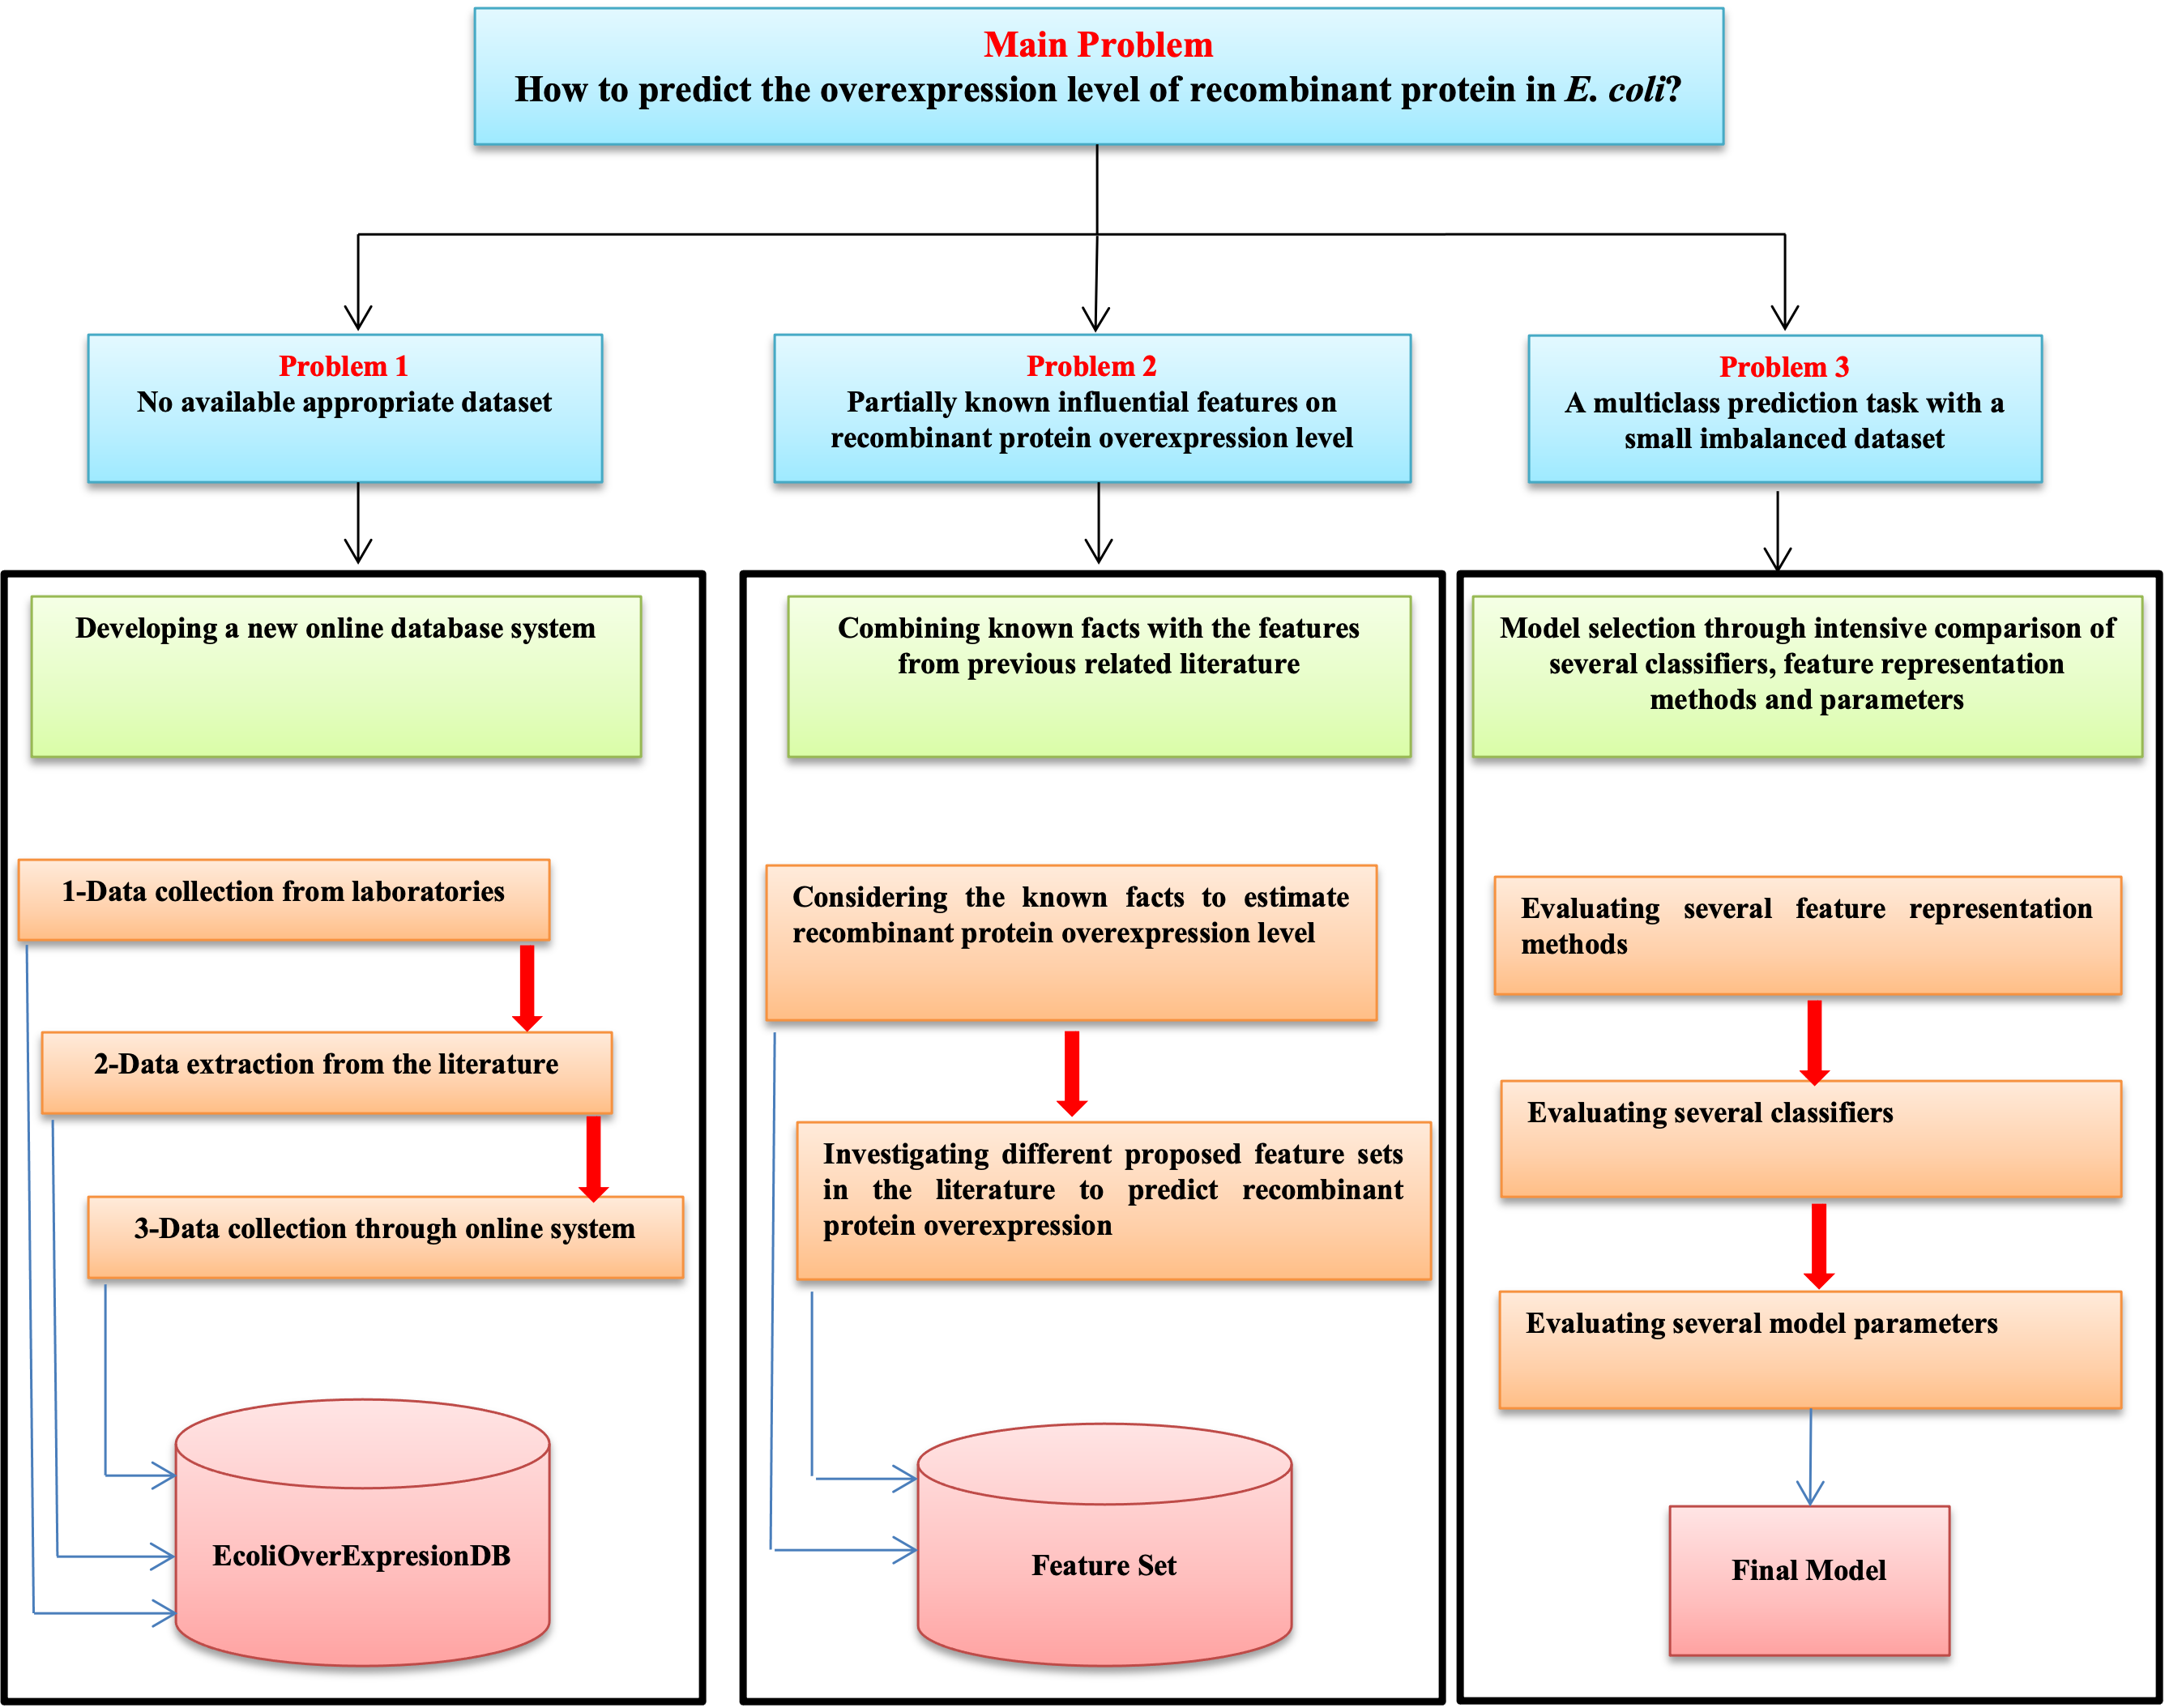 Main Problem
How to predict the overexpression level of recombinant protein in E. coli?
Problem 1
No available appropriate dataset
Problem 2
Partially known influential features on
recombinant protein overexpression level
Problem 3
A multiclass prediction task with a
small imbalanced dataset
Developing a new online database system
1-Data collection from laboratories
2-Data extraction from the literature
3-Data collection through online system
EcoliOverExpresionDB
Combining known facts with the features
from previous related literature
Considering the known facts to estimate
recombinant protein overexpression level
Investigating different proposed feature sets
in the literature to predict recombinant
protein overexpression
Feature Set
Model selection through intensive comparison of
several classifiers, feature representation
methods and parameters
Evaluating several feature representation
methods
Evaluating several classifiers
Evaluating several model parameters
Final Model